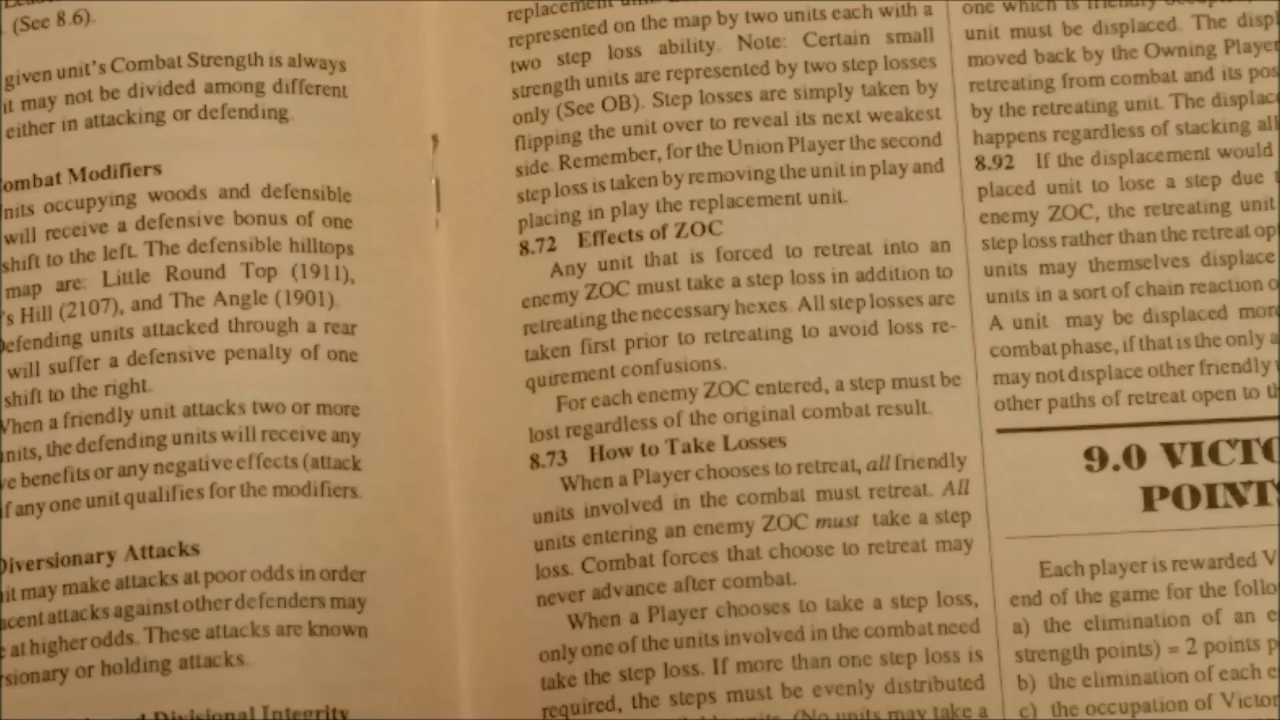 . (See 8.6).
given unit's Combat Strength is always
it may not be divided among different
either in attacking or defending.
ombat Modifiers
nits occupying woods and defensible
will receive a defensive bonus of one
shift to the left. The defensible hilltops
map are: Little Round Top (1911),
's Hill (2107), and The Angle (1901).
efending units attacked through a rear
will suffer a defensive penalty of one
shift to the right.
When a friendly unit attacks two or more
units, the defending units will receive any
ve benefits or any negative effects (attack
if any one unit qualifies for the modifiers.
Diversionary Attacks
it may make attacks at poor odds in order
acent attacks against other defenders may
e at higher odds. These attacks are known
rsionary or holding attacks.
Divisional Integrity
replacement
represented on the map by two units each with a
two step loss ability. Note: Certain small
strength units are represented by two step losses
only (See OB). Step losses are simply taken by
flipping the unit over to reveal its next weakest
side. Remember, for the Union Player the second
step loss is taken by removing the unit in play and
placing in play the replacement unit.
8.72 Effects of ZOC
Any unit that is forced to retreat into an
enemy ZOC must take a step loss in addition to
retreating the necessary hexes. All step losses are
taken first prior to retreating to avoid loss re-
quirement confusions.
For each enemy ZOC entered, a step must be
lost regardless of the original combat result.
8.73 How to Take Losses
When a Player chooses to retreat, all friendly
units involved in the combat must retreat. All
units entering an enemy ZOC must take a step
loss. Combat forces that choose to retreat may
never advance after combat.
When a Player chooses to take a step loss,
only one of the units involved in the combat need
take the step loss. If more than one step loss is
required, the steps must be evenly distributed
units. (No units may take a
one which is friendly
unit must be displaced. The displ
moved back by the Owning Player
retreating from combat and its pos
by the retreating unit. The displac
happens regardless of stacking all
8.92 If the displacement would
placed unit to lose a step due t
enemy ZOC, the retreating unit
step loss rather than the retreat op
units may themselves displace
units in a sort of chain reaction o
A unit may be displaced more
combat phase, if that is the only a
may not displace other friendly
other paths of retreat open to th
9.0 VICTO
POINTS
Each player is rewarded V
end of the game for the follo
a) the elimination of an e
strength points) = 2 points p
b) the elimination of each e
c) the occupation of Victor